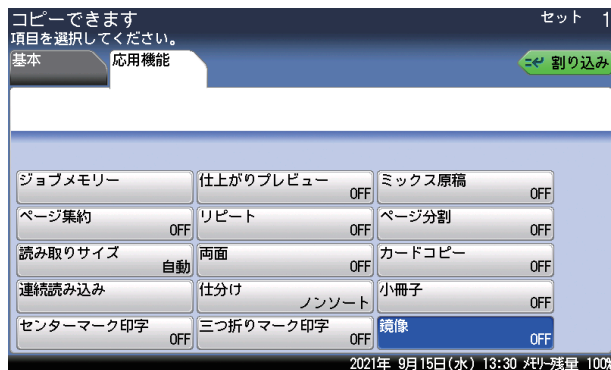 コピーできます
セット 1
項目を選択してください。
基本
応用機能
割り込み
ジョブメモリー
仕上がりプレビュー OFF
ミックス原稿 OFF
ページ集約 OFF
リピート OFF
ページ分割 OFF
読み取りサイズ 自動
両面 OFF
カードコピー OFF
連続読み込み
仕分け ノンソート
小冊子 OFF
センターマーク印字 OFF
三つ折りマーク印字 OFF
鏡像 OFF
2021年 9月15日(水) 13:30 メモリー残量 100%